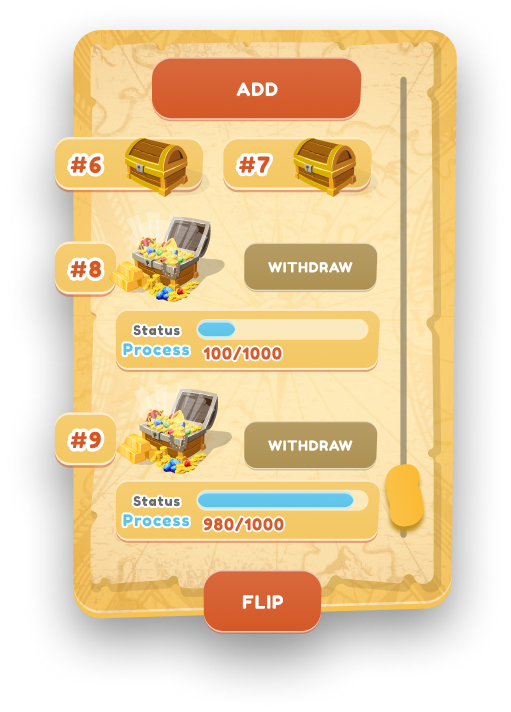 ADD
#6
#7
#8
WITHDRAW
Status
Process 100/1000
#9
WITHDRAW
Status
Process 980/1000
FLIP